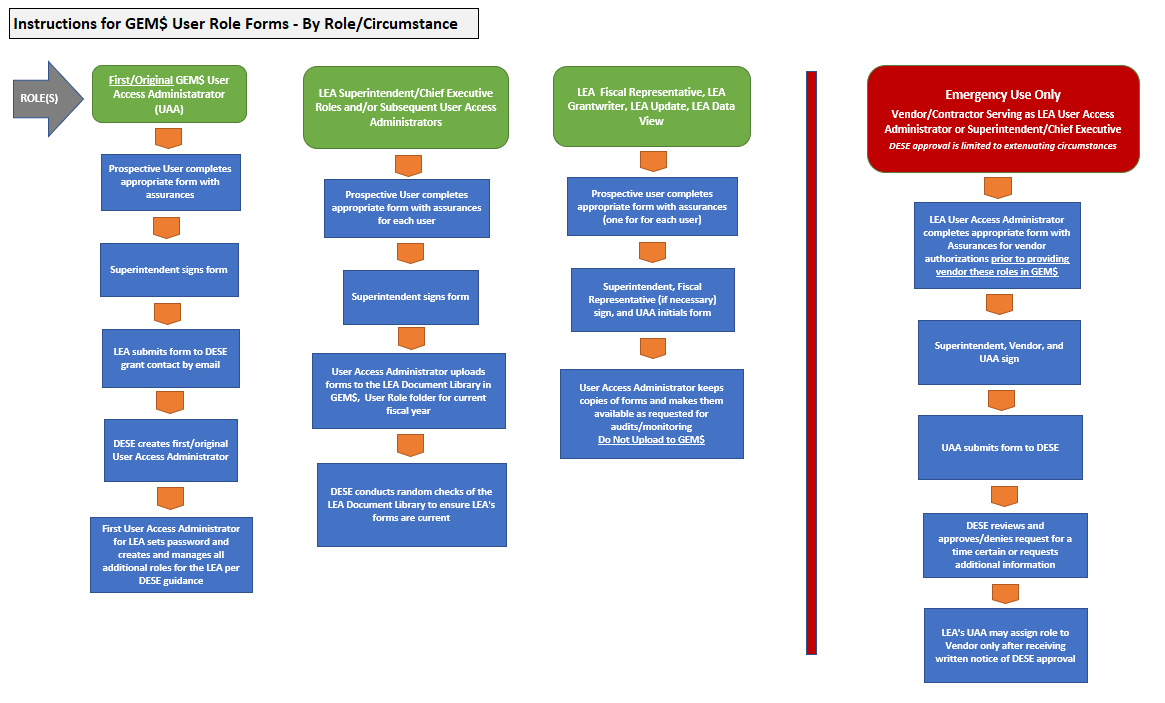 Instructions for GEM$ User Role Forms - By Role/Circumstance
ROLE(S)
First/Original GEM$ User
Access Administatrator
(UAA)
Prospective User completes
appropriate form with
assurances
Superintendent signs form
LEA submits form to DESE
grant contact by email
DESE creates first/original
User Access Administrator
First User Access Administrator
for LEA sets password and
creates and manages all
additional roles for the LEA per
DESE guidance
LEA Superintendent/Chief Executive
Roles and/or Subsequent User Access
Administrators
Prospective User completes
appropriate form with assurances
for each user
Superintendent signs form
User Access Administrator uploads
forms to the LEA Document Library in
GEM$, User Role folder for current
fiscal year
DESE conducts random checks of the
LEA Document Library to ensure LEA's
forms are current
LEA Fiscal Representative, LEA
Grantwriter, LEA Update, LEA Data
View
Prospective user completes
appropriate form with assurances
(one for for each user)
Superintendent, Fiscal
Representative (if necessary)
sign, and UAA initials form
User Access Administrator keeps
copies of forms and makes them
available as requested for
audits/monitoring
Do Not Upload to GEM$
Emergency Use Only
Vendor/Contractor Serving as LEA User Access
Administrator or Superintendent/Chief Executive
DESE approval is limited to extenuating circumstances
LEA User Access Administrator
completes appropriate form with
Assurances for vendor
authorizations prior to providing
vendor these roles in GEM$
Superintendent, Vendor, and
UAA sign
UAA submits form to DESE
DESE reviews and
approves/denies request for a
time certain or requests
additional information
LEA's UAA may assign role to
Vendor only after receiving
written notice of DESE approval